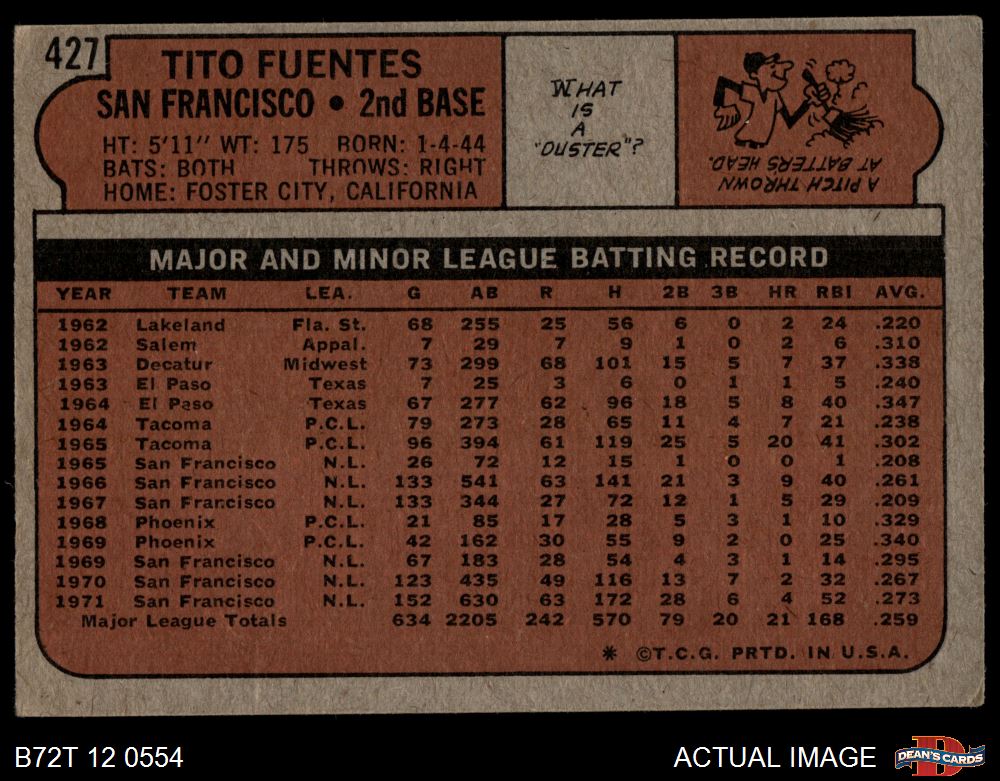 427
TITO FUENTES
SAN FRANCISCO • 2nd BASE
HT: 5'11" WT: 175 BORN: 1-4-44
BATS: BOTH THROWS: RIGHT
HOME: FOSTER CITY, CALIFORNIA
WHAT
IS
A
"DUSTER"?
A PITCH THROWN
AT BATTERS HEAD.
MAJOR AND MINOR LEAGUE BATTING RECORD
YEAR TEAM LEA. G AB R H 2B 3B HR RBI AVG.
1962 Lakeland Fla. St. 68 255 25 56 6 0 2 24 .220
1962 Salem Appal. 7 29 7 9 1 0 2 6 .310
1963 Decatur Midwest 73 299 68 101 15 5 7 37 .338
1963 El Paso Texas 7 25 3 6 0 1 1 5 .240
1964 El Paso Texas 67 277 62 96 18 5 8 40 .347
1964 Tacoma P.C.L. 79 273 28 65 11 4 7 21 .238
1965 Tacoma P.C.L. 96 394 61 119 25 5 20 41 .302
1965 San Francisco N.L. 26 72 12 15 1 0 0 1 .208
1966 San Francisco N.L. 133 541 63 141 21 3 9 40 .261
1967 San Francisco N.L. 133 344 27 72 12 1 5 29 .209
1968 Phoenix P.C.L. 21 85 17 28 5 3 1 10 .329
1969 Phoenix P.C.L. 42 162 30 55 9 2 0 25 .340
1969 San Francisco N.L. 67 183 28 54 4 3 1 14 .295
1970 San Francisco N.L. 123 435 49 116 13 7 2 32 .267
1971 San Francisco N.L. 152 630 63 172 28 6 4 52 .273
Major League Totals 634 2205 242 570 79 20 21 168 .259
* ©T.C.G. PRTD. IN U.S.A.
B72T 12 0554
ACTUAL IMAGE
D
DEAN'S CARDS